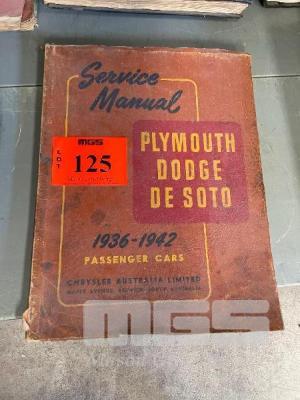 Service
Manual
MGS
LOT
125
PLYMOUTH
DODGE
DE SOTO
1936-1942
PASSENGER CARS
CHRYSLER AUSTRALIA LIMITED
MGS